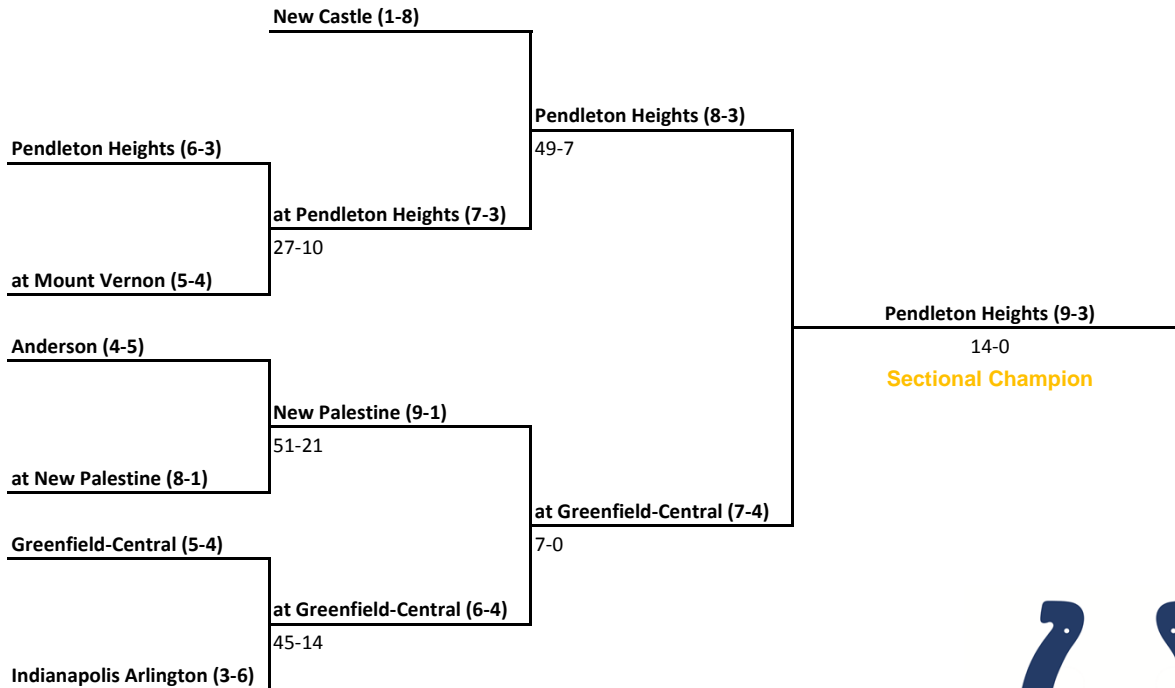 New Castle (1-8)
Pendleton Heights (8-3)
Pendleton Heights (6-3)
49-7
at Pendleton Heights (7-3)
27-10
at Mount Vernon (5-4)
Pendleton Heights (9-3)
Anderson (4-5)
14-0
Sectional Champion
New Palestine (9-1)
51-21
at New Palestine (8-1)
at Greenfield-Central (7-4)
Greenfield-Central (5-4)
7-0
at Greenfield-Central (6-4)
45-14
Indianapolis Arlington (3-6)